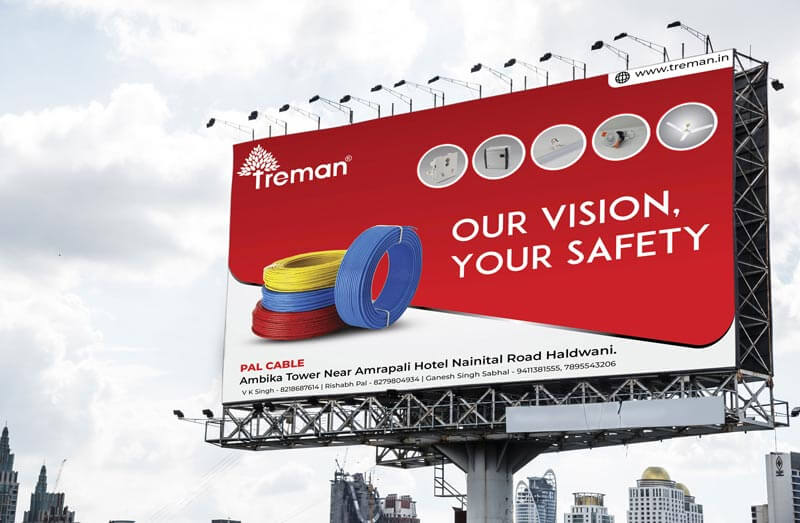 www.treman.in
treman®
OUR VISION,
YOUR SAFETY
PAL CABLE
Ambika Tower Near Amrapali Hotel Nainital Road Haldwani.
V K Singh - 8218687614 | Rishabh Pal - 8279804934 | Ganesh Singh Sabhal - 9411381555, 7895543206